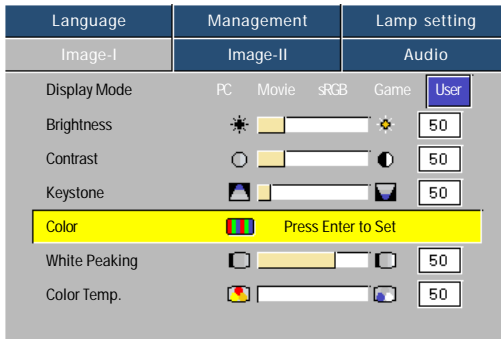 Language Management Lamp setting
Image-I Image-II Audio
Display Mode PC Movie sRGB Game User
Brightness 50
Contrast 50
Keystone 50
Color Press Enter to Set
White Peaking 50
Color Temp. 50